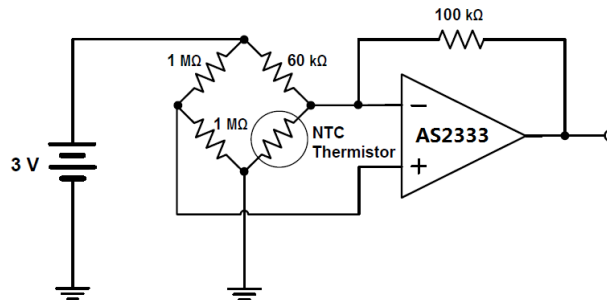 100 kΩ
1 MΩ
60 kΩ
1 MΩ
NTC
Thermistor
−
AS2333
+
3 V